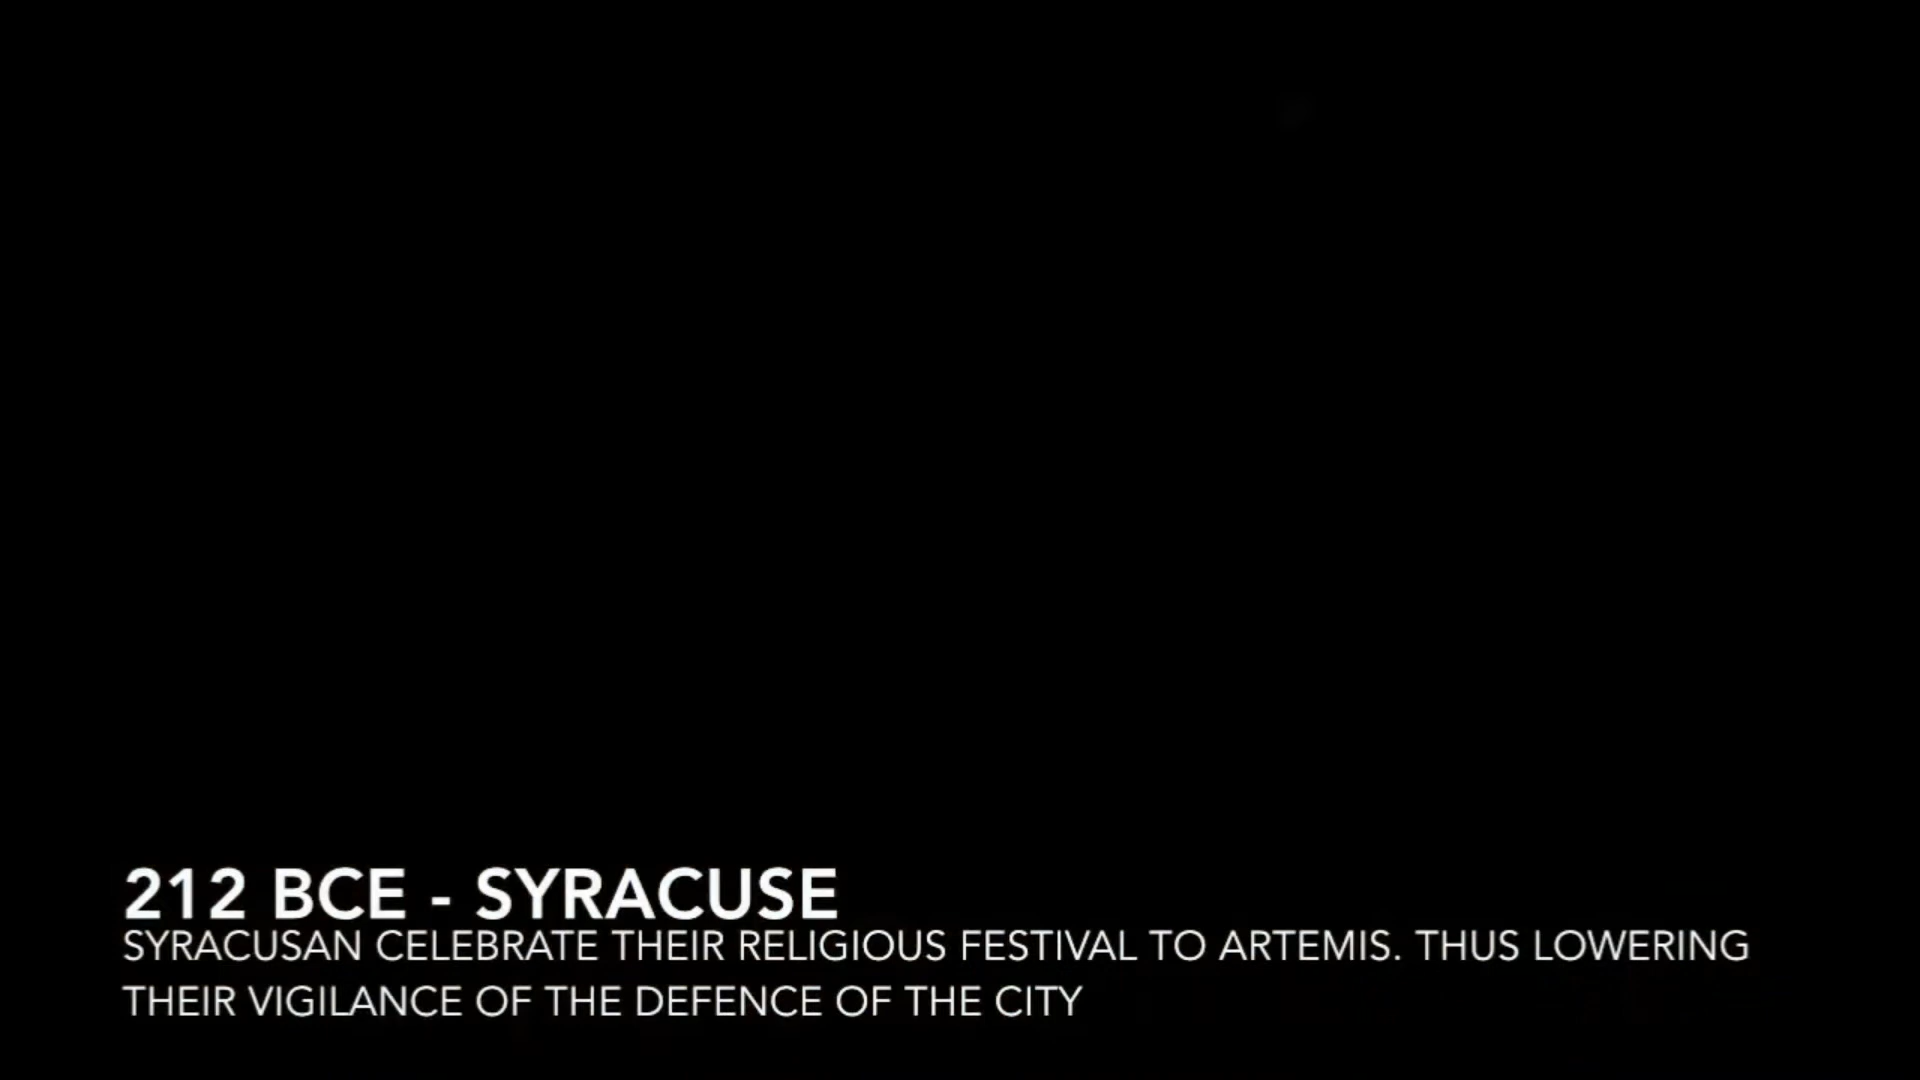 212 BCE - SYRACUSE
SYRACUSAN CELEBRATE THEIR RELIGIOUS FESTIVAL TO ARTEMIS. THUS LOWERING
THEIR VIGILANCE OF THE DEFENCE OF THE CITY